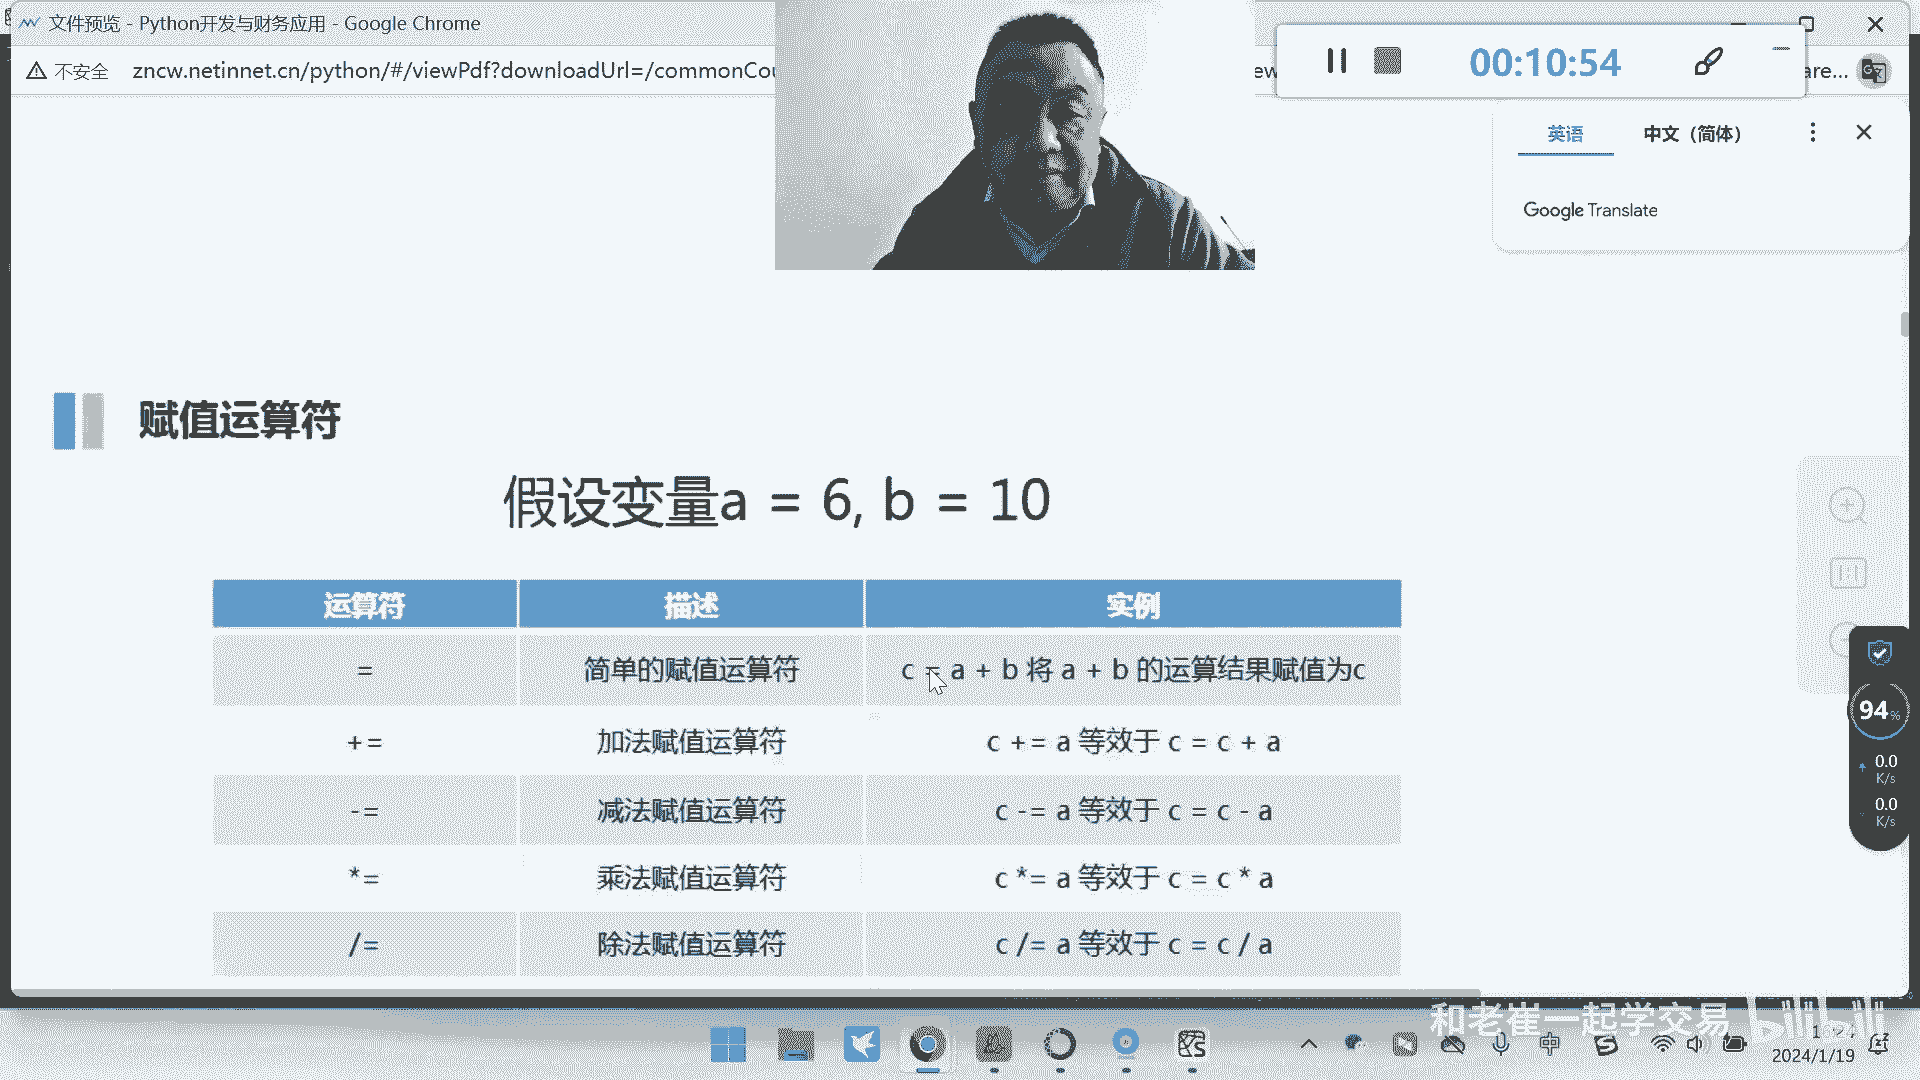 文件预览 - Python开发与财务应用 - Google Chrome
不安全 zncw.netinnet.cn/python/#/viewPdf?downloadUrl=/commonCou
are...
00:10:54
英语 中文（简体）
Google Translate
赋值运算符
假设变量a = 6, b = 10
运算符 描述 实例
= 简单的赋值运算符 c = a + b 将 a + b 的运算结果赋值为c
+= 加法赋值运算符 c += a 等效于 c = c + a
-= 减法赋值运算符 c -= a 等效于 c = c - a
*= 乘法赋值运算符 c *= a 等效于 c = c * a
/= 除法赋值运算符 c /= a 等效于 c = c / a
94%
0.0
K/s
0.0
K/s
和老崔一起学交易 bilibili
中
2024/1/19